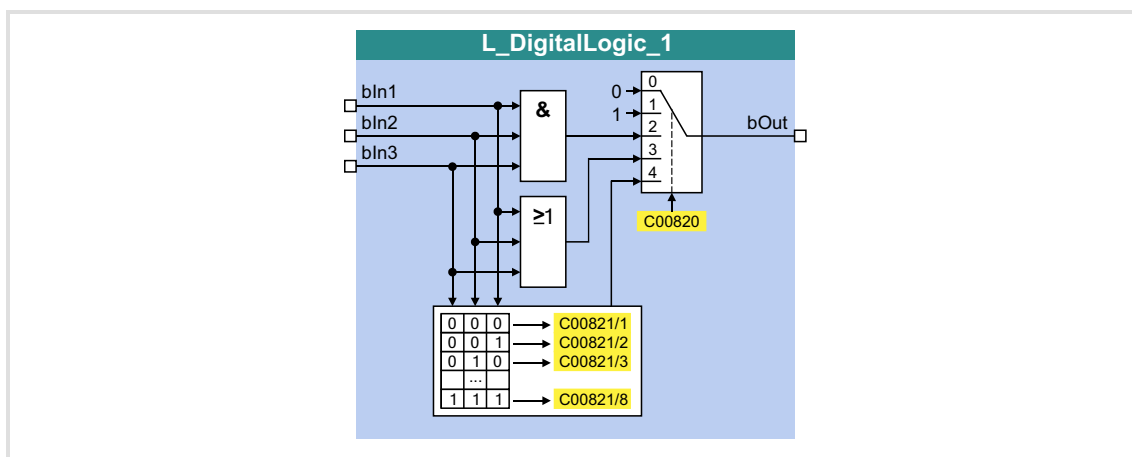 L_DigitalLogic_1
bIn1
bIn2
bIn3
&
≥1
0
1
0
1
2
3
4
bOut
C00820
0 0 0 C00821/1
0 0 1 C00821/2
0 1 0 C00821/3
...
1 1 1 C00821/8